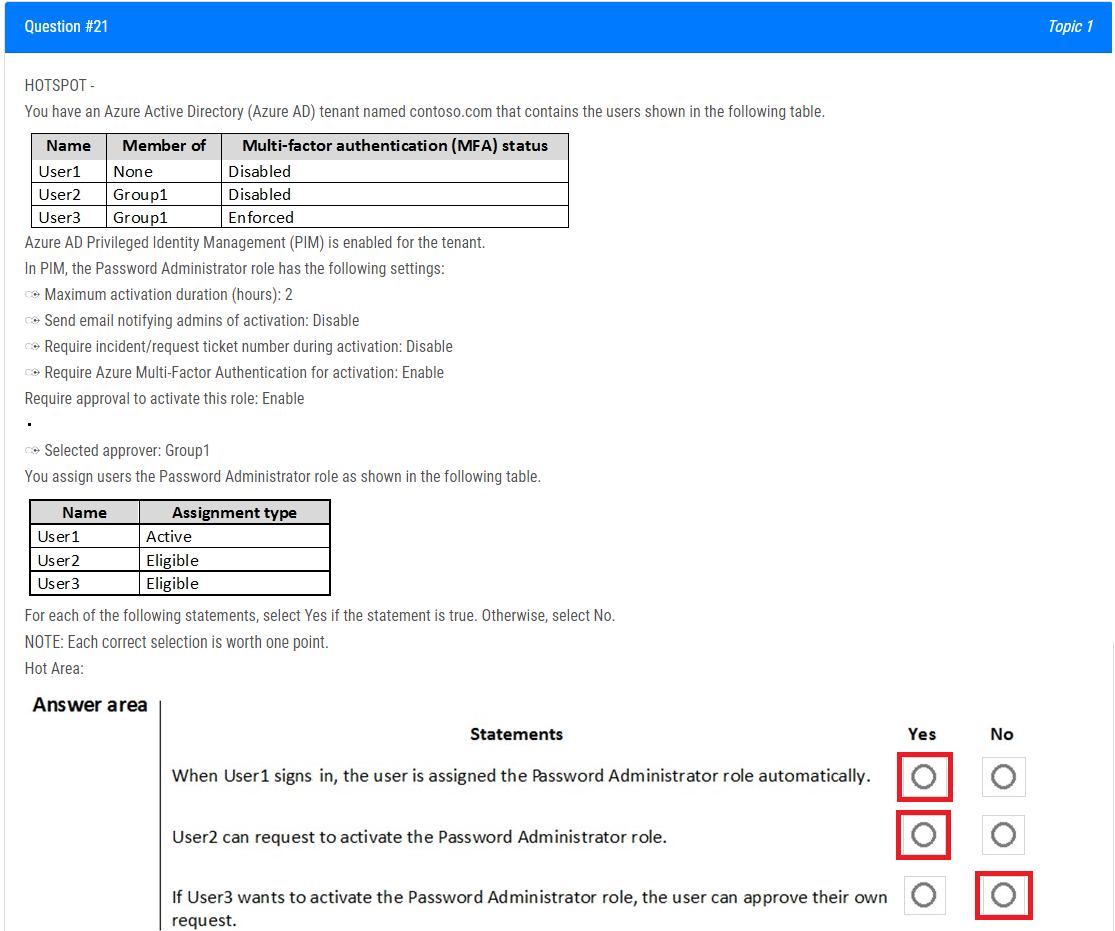 Question #21 Topic 1
HOTSPOT -
You have an Azure Active Directory (Azure AD) tenant named contoso.com that contains the users shown in the following table.
Name Member of Multi-factor authentication (MFA) status
User1 None Disabled
User2 Group1 Disabled
User3 Group1 Enforced
Azure AD Privileged Identity Management (PIM) is enabled for the tenant.
In PIM, the Password Administrator role has the following settings:
Maximum activation duration (hours): 2
Send email notifying admins of activation: Disable
Require incident/request ticket number during activation: Disable
Require Azure Multi-Factor Authentication for activation: Enable
Require approval to activate this role: Enable
Selected approver: Group1
You assign users the Password Administrator role as shown in the following table.
Name Assignment type
User1 Active
User2 Eligible
User3 Eligible
For each of the following statements, select Yes if the statement is true. Otherwise, select No.
NOTE: Each correct selection is worth one point.
Hot Area:
Answer area
Statements Yes No
When User1 signs in, the user is assigned the Password Administrator role automatically.
User2 can request to activate the Password Administrator role.
If User3 wants to activate the Password Administrator role, the user can approve their own
request.